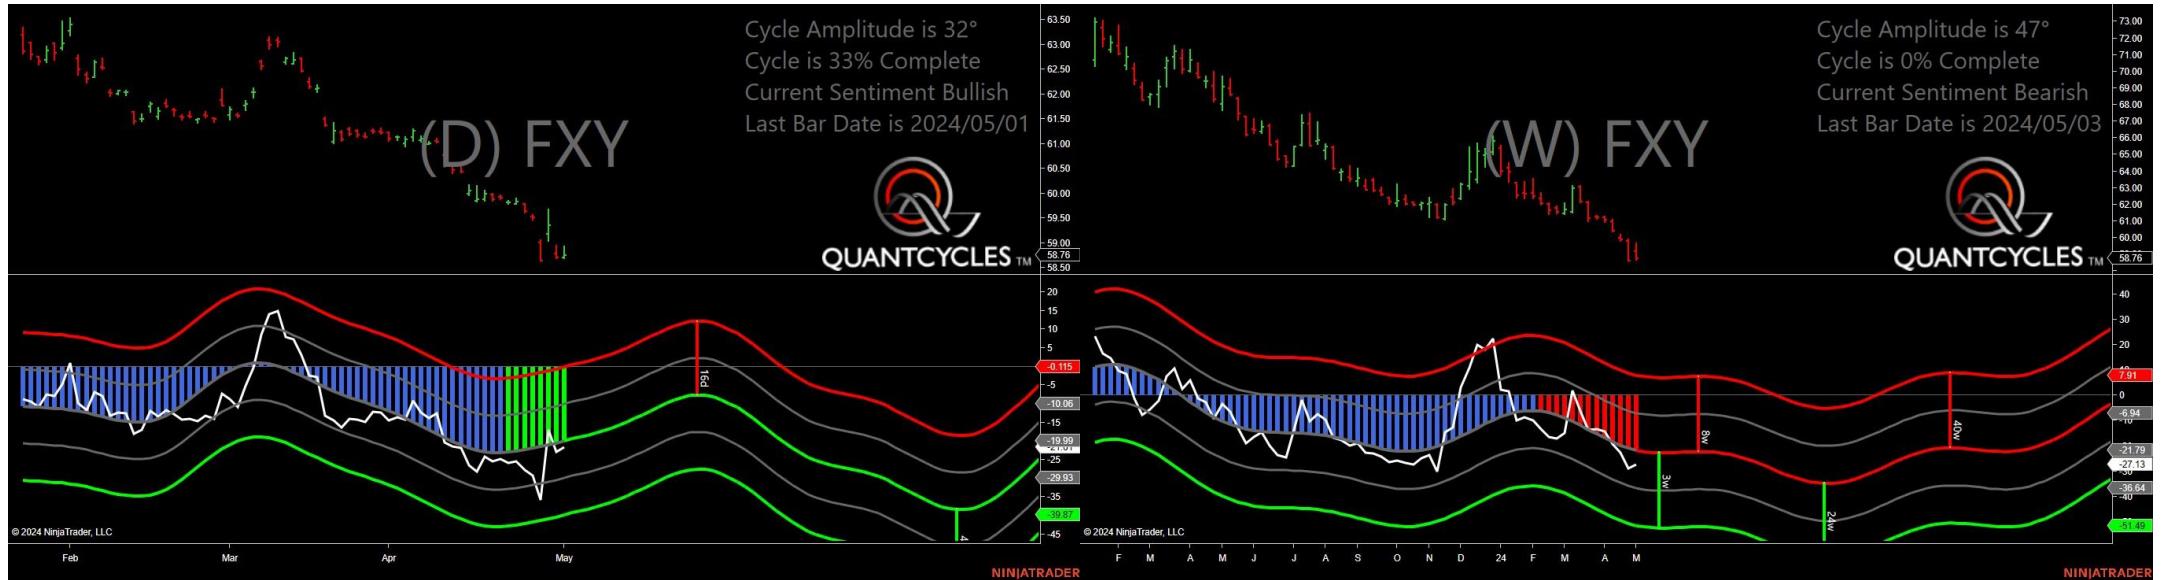 Cycle Amplitude is 32°
Cycle is 33% Complete
Current Sentiment Bullish
Last Bar Date is 2024/05/01
(D) FXY
QUANTCYCLES TM
63.50
63.00
62.50
62.00
61.50
61.00
60.50
60.00
59.50
59.00
58.76
58.50
20
15
10
5
-0.115
-5
-10.06
-15
-19.99
-25
-29.93
-35
-39.87
-45
16d
4
© 2024 NinjaTrader, LLC
Feb Mar Apr May
NINJATRADER
Cycle Amplitude is 47°
Cycle is 0% Complete
Current Sentiment Bearish
Last Bar Date is 2024/05/03
(W) FXY
QUANTCYCLES TM
73.00
72.00
71.00
70.00
69.00
68.00
67.00
66.00
65.00
64.00
63.00
62.00
61.00
60.00
58.76
40
30
20
7.91
0
-6.94
-21.79
-27.13
-36.64
-40
-51.49
8w
3w
24w
40w
© 2024 NinjaTrader, LLC
F M A M J J A S O N D 24 F M A M
NINJATRADER